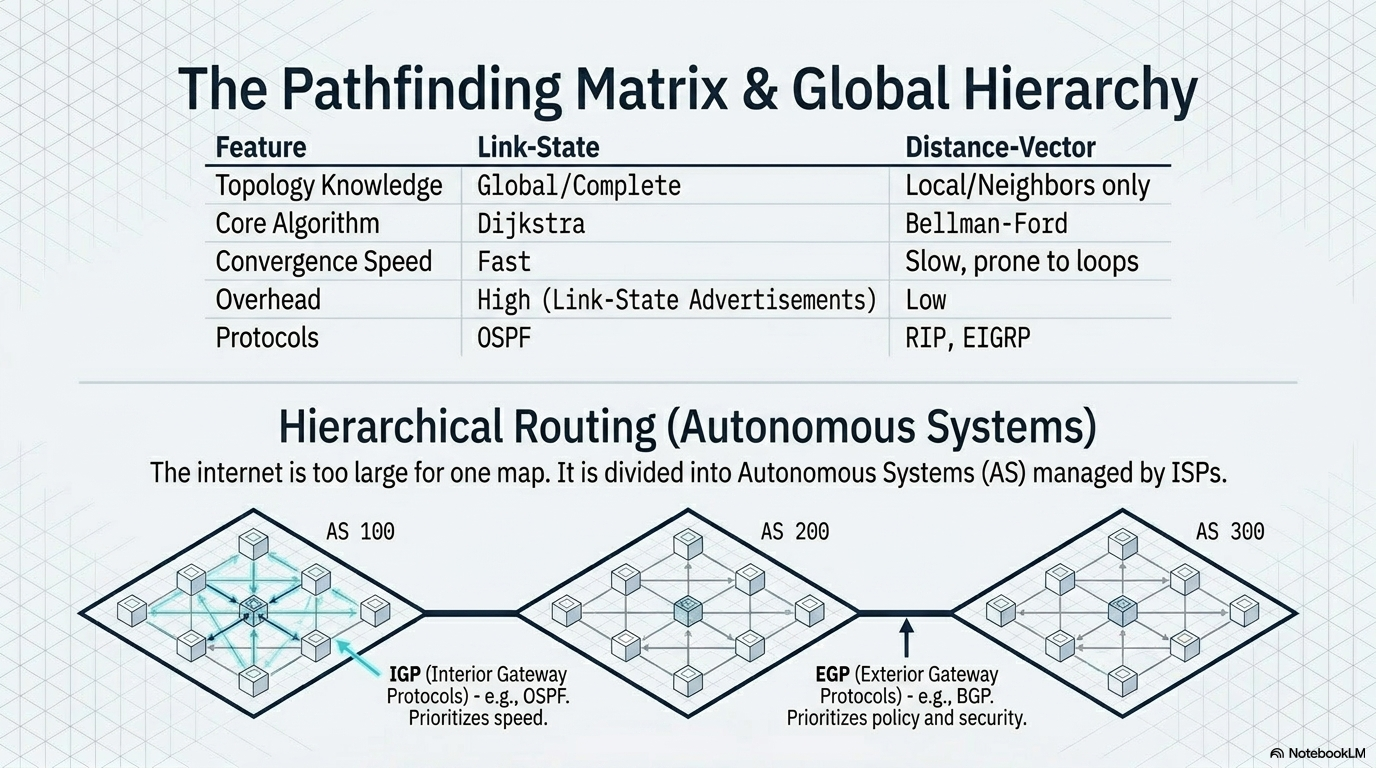 The Pathfinding Matrix & Global Hierarchy
Feature Link-State Distance-Vector
Topology Knowledge Global/Complete Local/Neighbors only
Core Algorithm Dijkstra Bellman-Ford
Convergence Speed Fast Slow, prone to loops
Overhead High (Link-State Advertisements) Low
Protocols OSPF RIP, EIGRP
Hierarchical Routing (Autonomous Systems)
The internet is too large for one map. It is divided into Autonomous Systems (AS) managed by ISPs.
AS 100
AS 200
AS 300
IGP (Interior Gateway
Protocols) - e.g., OSPF.
Prioritizes speed.
EGP (Exterior Gateway
Protocols) - e.g., BGP.
Prioritizes policy and security.
NotebookLM